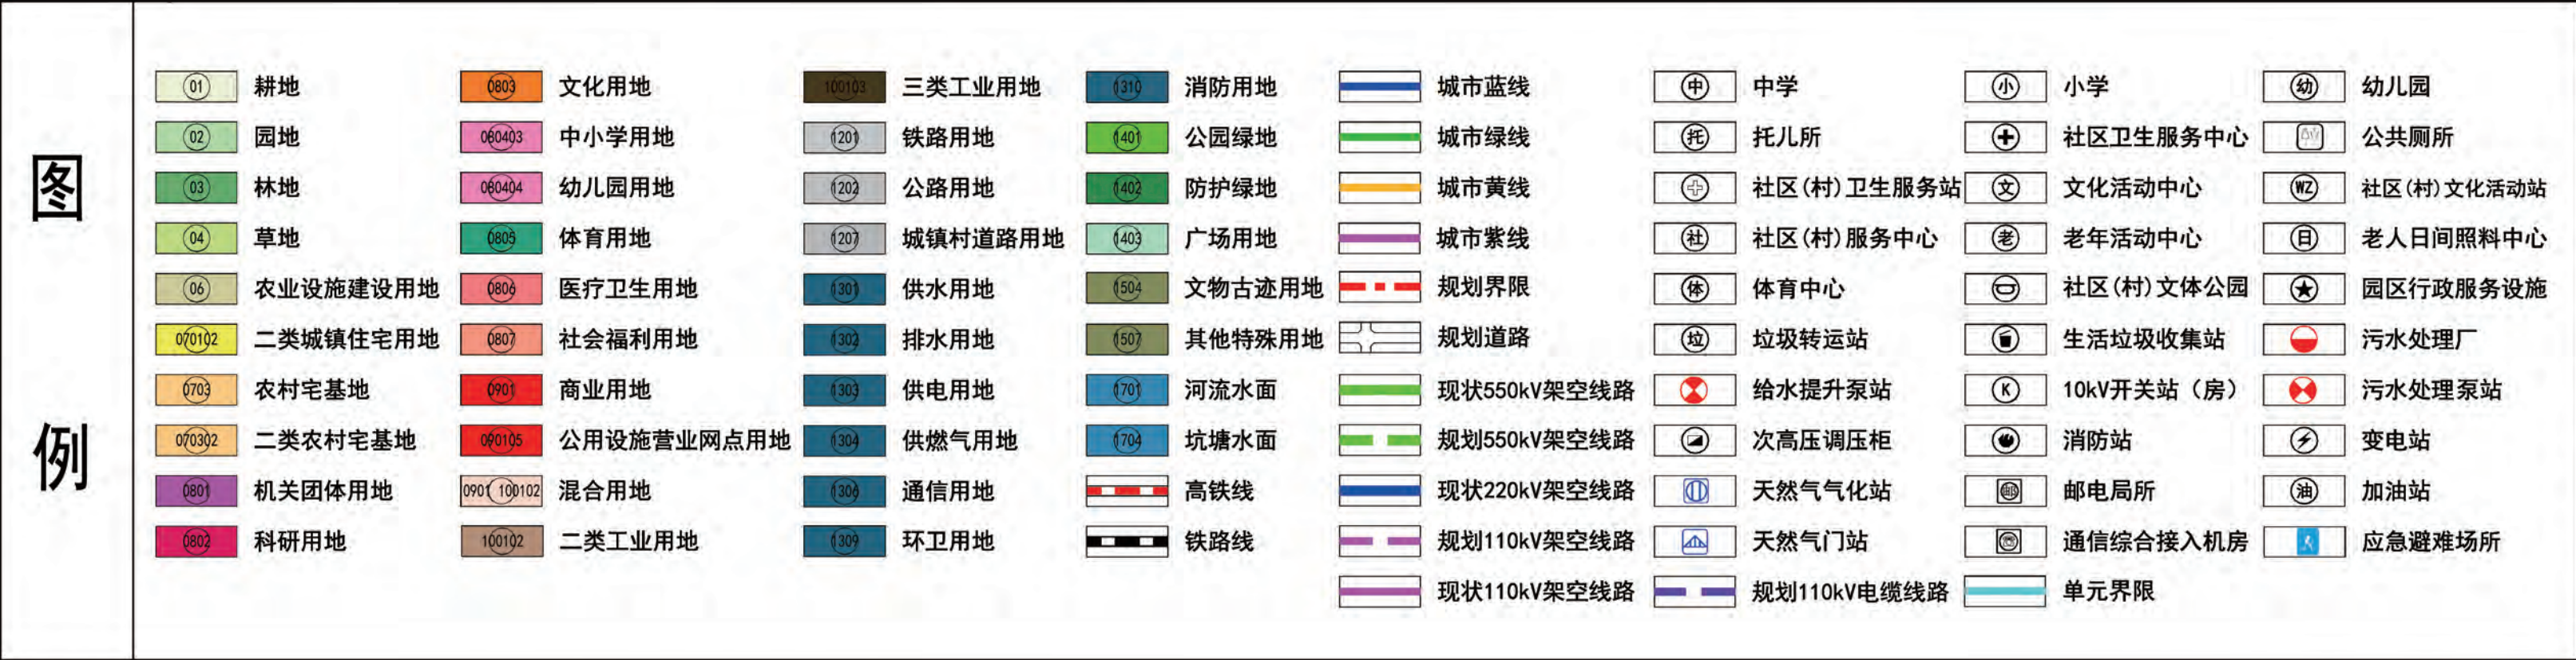 图例
01 耕地
02 园地
03 林地
04 草地
06 农业设施建设用地
070102 二类城镇住宅用地
0703 农村宅基地
070302 二类农村宅基地
0801 机关团体用地
0802 科研用地
0803 文化用地
080403 中小学用地
080404 幼儿园用地
0805 体育用地
0806 医疗卫生用地
0807 社会福利用地
0901 商业用地
090105 公用设施营业网点用地
0901 100102 混合用地
100102 二类工业用地
100103 三类工业用地
1201 铁路用地
1202 公路用地
1207 城镇村道路用地
1301 供水用地
1302 排水用地
1303 供电用地
1304 供燃气用地
1306 通信用地
1309 环卫用地
1310 消防用地
1401 公园绿地
1402 防护绿地
1403 广场用地
1504 文物古迹用地
1507 其他特殊用地
1701 河流水面
1704 坑塘水面
高铁线
铁路线
城市蓝线
城市绿线
城市黄线
城市紫线
规划界限
规划道路
现状550kV架空线路
规划550kV架空线路
现状220kV架空线路
规划110kV架空线路
现状110kV架空线路
中 中学
托 托儿所
社区(村)卫生服务站
社 社区(村)服务中心
体 体育中心
垃 垃圾转运站
给水提升泵站
次高压调压柜
天然气气化站
天然气门站
规划110kV电缆线路
小 小学
社区卫生服务中心
文 文化活动中心
老 老年活动中心
社区(村)文体公园
生活垃圾收集站
K 10kV开关站（房）
消防站
邮 邮电局所
通信综合接入机房
单元界限
幼 幼儿园
公共厕所
WZ 社区(村)文化活动站
日 老人日间照料中心
园区行政服务设施
污水处理厂
污水处理泵站
变电站
油 加油站
应急避难场所